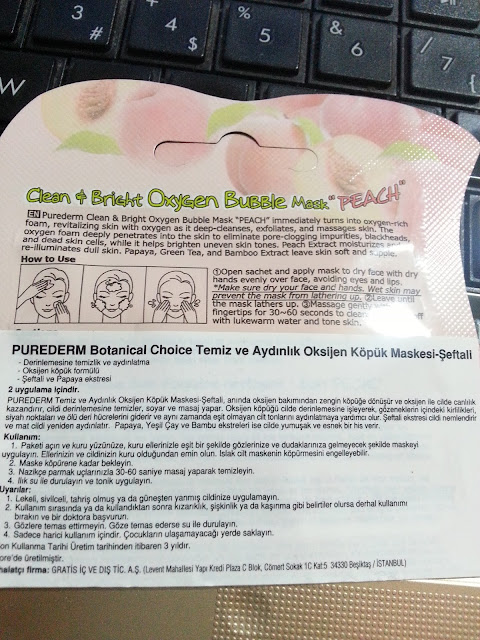 3 #
4 $
5 %
6 &
7 /
W
Clean & Bright Oxygen Bubble Mask "PEACH"
EN Purederm Clean & Bright Oxygen Bubble Mask "PEACH" immediately turns into oxygen-rich
foam, revitalizing skin with oxygen as it deep-cleanses, exfoliates, and massages skin. The
oxygen foam deeply penetrates into the skin to eliminate pore-clogging impurities, blackheads,
and dead skin cells, while it helps brighten uneven skin tones. Peach Extract moisturizes and
re-illuminates dull skin. Papaya, Green Tea, and Bamboo Extract leave skin soft and supple.
How to Use
①Open sachet and apply mask to dry face with dry
hands evenly over face, avoiding eyes and lips.
*Make sure dry your face and hands. Wet skin may
prevent the mask from lathering up. ②Leave until
the mask lathers up. ③Massage gently
fingertips for 30~60 seconds to off
with lukewarm water and tone skin.
PUREDERM Botanical Choice Temiz ve Aydınlık Oksijen Köpük Maskesi-Şeftali
- Derinlemesine temizlik ve aydınlatma
- Oksijen köpük formülü
- Şeftali ve Papaya ekstresi
2 uygulama içindir.
PUREDERM Temiz ve Aydınlık Oksijen Köpük Maskesi, anında oksijen bakımından zengin köpüğe dönüşür ve oksijen ile cilde canlılık
kazandırır, cildi derinlemesine temizler, soyar ve masaj yapar. Oksijen köpüğü cilde derinlemesine işleyerek, gözeneklerin içindeki kirlilikleri,
siyah noktaları ve ölü deri hücrelerini giderir ve aynı zamanda eşit olmayan cilt tonlarını aydınlatmaya yardımcı olur. Şeftali ekstresi cildi nemlendirir
ve mat cildi yeniden aydınlatır. Papaya, Yeşil Çay ve Bambu ekstreleri ise cilde yumuşak ve esnek bir his verir.
Kullanım:
1. Paketi açın ve kuru yüzünüze, kuru ellerinizle eşit bir şekilde gözlerinize ve dudaklarınıza gelmeyecek şekilde maskeyi
uygulayın. Ellerinizin ve cildinizin kuru olduğundan emin olun. Islak cilt maskenin köpürmesini engelleyebilir.
2. Maske köpürene kadar bekleyin.
3. Nazikçe parmak uçlarınızla 30-60 saniye masaj yaparak temizleyin.
4. Ilık su ile durulayın ve tonik uygulayın.
Uyarılar:
1. Lekeli, sivilceli, tahriş olmuş ya da güneşten yanmış cildinize uygulamayın.
2. Kullanım sırasında ya da kullandıktan sonra kızarıklık, şişkinlik ya da kaşınma gibi belirtiler olursa derhal kullanımı
bırakın ve bir doktora başvurun.
3. Gözlere temas ettirmeyin. Göze temas ederse su ile durulayın.
4. Sadece harici kullanım içindir. Çocukların ulaşamayacağı yerde saklayın.
on Kullanma Tarihi Üretim tarihinden itibaren 3 yıldır.
ore'de üretilmiştir.
halatçı firma: GRATİS İÇ VE DIŞ TİC. A.Ş. (Levent Mahallesi Yapı Kredi Plaza C Blok, Cömert Sokak 1C Kat:5 34330 Beşiktaş / İSTANBUL)